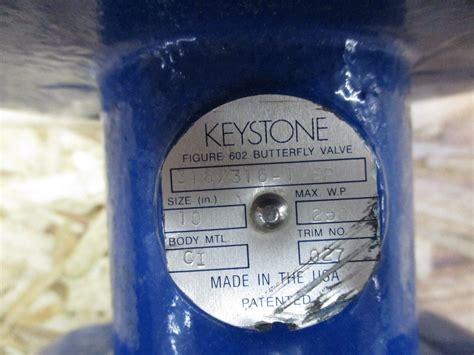 KEYSTONE
FIGURE 602 BUTTERFLY VALVE
SIZE (in.) MAX. W.P
10
BODY MTL. TRIM NO.
CI 027
MADE IN THE USA
PATENTED